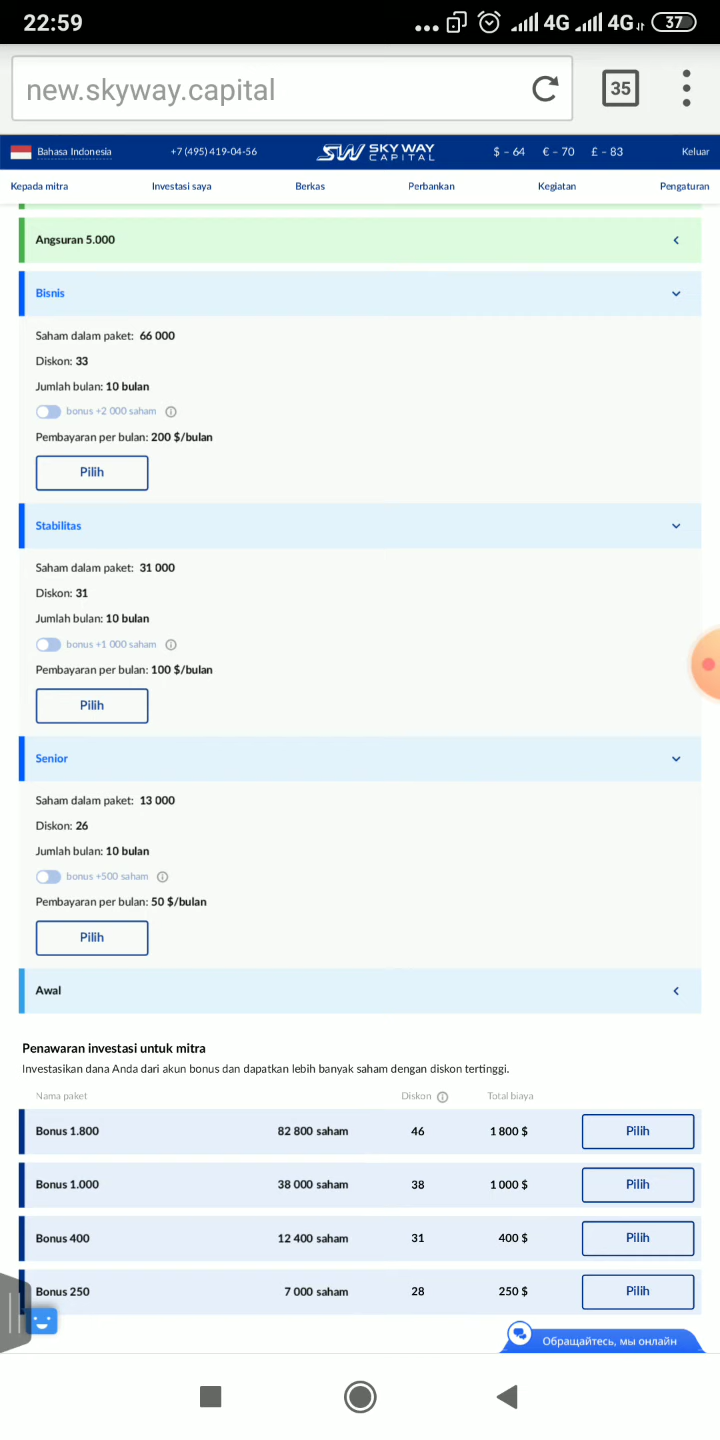 22:59
4G 4G 37
new.skyway.capital
35
Bahasa Indonesia +7 (495) 419-04-56 SW SKY WAY CAPITAL $ – 64 € – 70 £ – 83 Keluar
Kepada mitra Investasi saya Berkas Perbankan Kegiatan Pengaturan
Angsuran 5.000
Bisnis
Saham dalam paket: 66 000
Diskon: 33
Jumlah bulan: 10 bulan
bonus +2 000 saham
Pembayaran per bulan: 200 $/bulan
Pilih
Stabilitas
Saham dalam paket: 31 000
Diskon: 31
Jumlah bulan: 10 bulan
bonus +1 000 saham
Pembayaran per bulan: 100 $/bulan
Pilih
Senior
Saham dalam paket: 13 000
Diskon: 26
Jumlah bulan: 10 bulan
bonus +500 saham
Pembayaran per bulan: 50 $/bulan
Pilih
Awal
Penawaran investasi untuk mitra
Investasikan dana Anda dari akun bonus dan dapatkan lebih banyak saham dengan diskon tertinggi.
Nama paket Diskon Total biaya
Bonus 1.800 82 800 saham 46 1 800 $ Pilih
Bonus 1.000 38 000 saham 38 1 000 $ Pilih
Bonus 400 12 400 saham 31 400 $ Pilih
Bonus 250 7 000 saham 28 250 $ Pilih
Обращайтесь, мы онлайн